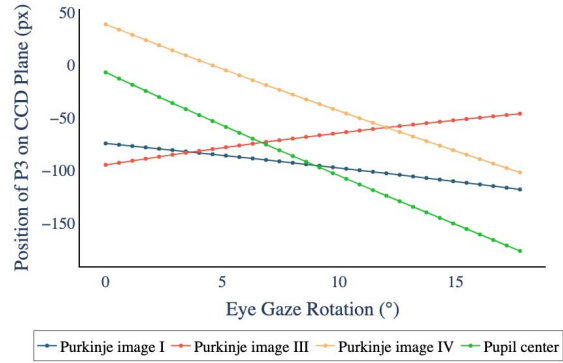 Position of P3 on CCD Plane (px)
50
0
−50
−100
−150
0 5 10 15
Eye Gaze Rotation (°)
Purkinje image I Purkinje image III Purkinje image IV Pupil center